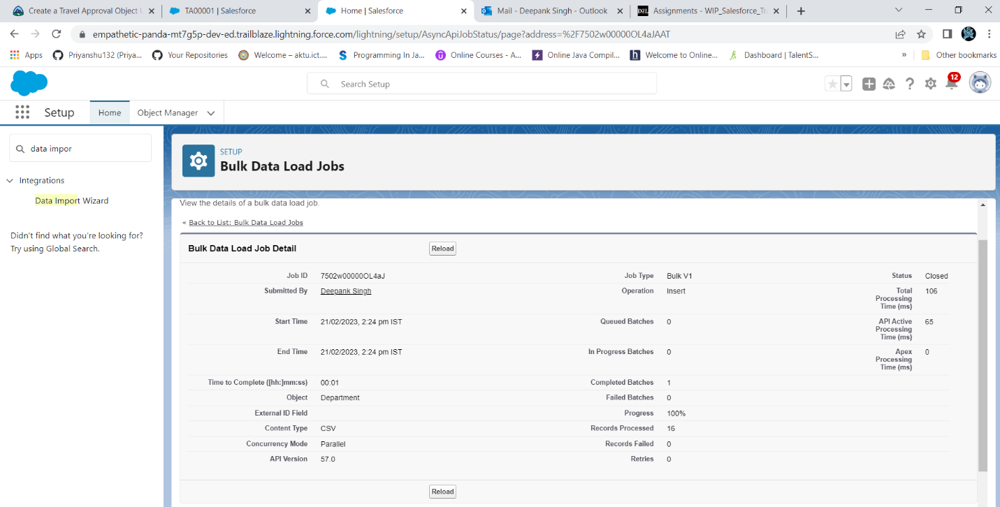 Create a Travel Approval Object
TA00001 | Salesforce
Home | Salesforce
Mail - Deepank Singh - Outlook
D2L Assignments - WIP_Salesforce_Tr
empathetic-panda-mt7g5p-dev-ed.trailblaze.lightning.force.com/lightning/setup/AsyncApiJobStatus/page?address=%2F7502w00000OL4aJAAT
Apps
Priyanshu132 (Priya...
Your Repositories
Welcome – aktu.ict....
Programming In Ja...
Online Courses - A...
Online Java Compil...
Welcome to Online...
Dashboard | TalentS...
»
Other bookmarks
Search Setup
12
Setup
Home
Object Manager
data impor
Integrations
Data Import Wizard
Didn't find what you're looking for?
Try using Global Search.
SETUP
Bulk Data Load Jobs
View the details of a bulk data load job.
« Back to List: Bulk Data Load Jobs
Bulk Data Load Job Detail
Reload
Job ID 7502w00000OL4aJ Job Type Bulk V1 Status Closed
Submitted By Deepank Singh Operation Insert Total Processing Time (ms) 106
Start Time 21/02/2023, 2:24 pm IST Queued Batches 0 API Active Processing Time (ms) 65
End Time 21/02/2023, 2:24 pm IST In Progress Batches 0 Apex Processing Time (ms) 0
Time to Complete ([hh:]mm:ss) 00:01 Completed Batches 1
Object Department Failed Batches 0
External ID Field Progress 100%
Content Type CSV Records Processed 16
Concurrency Mode Parallel Records Failed 0
API Version 57.0 Retries 0
Reload